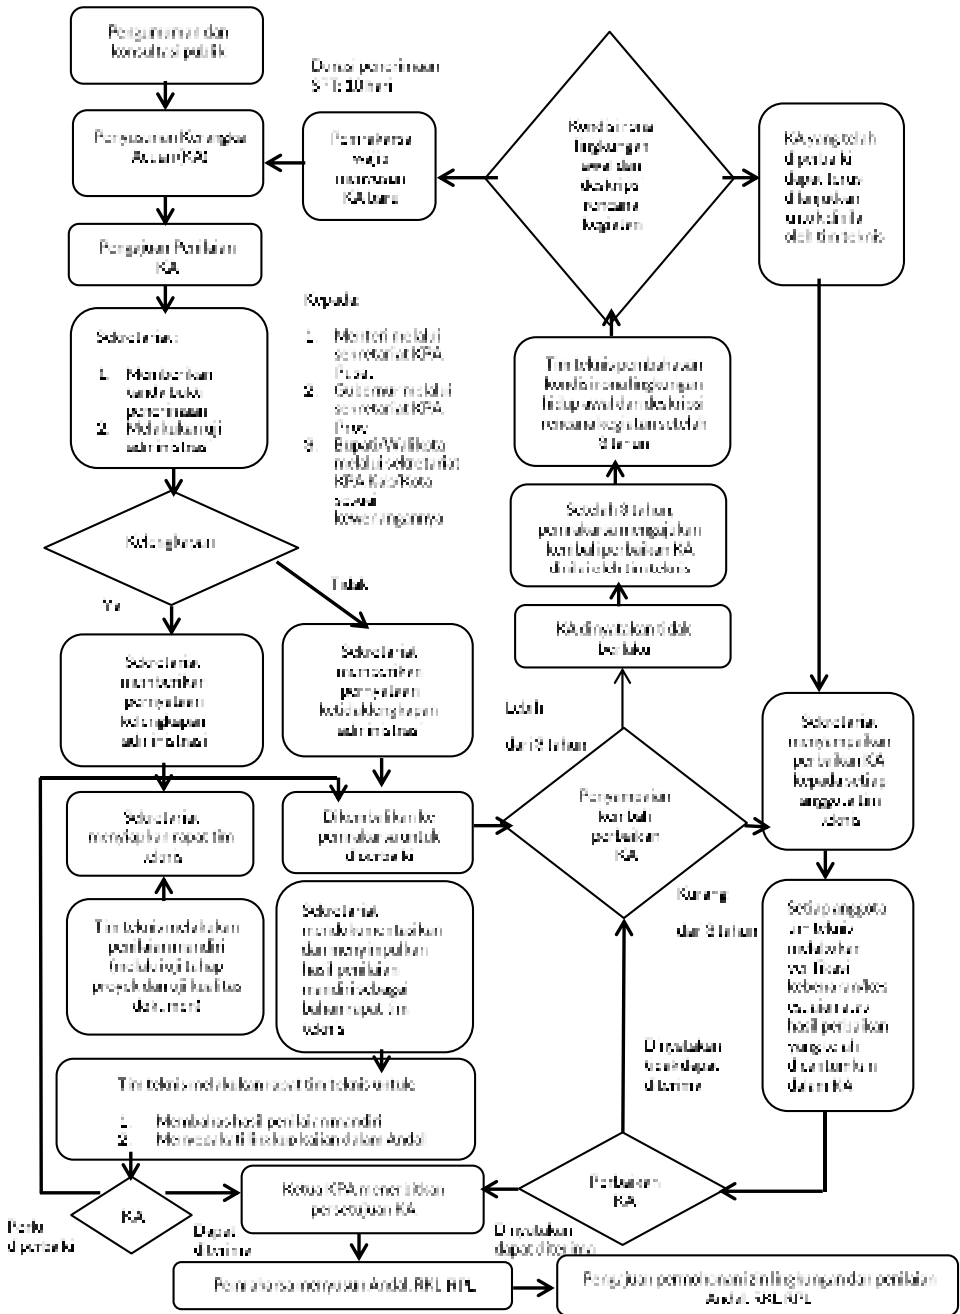 Pengumuman dan
konsultasi publik
Durasi penerimaan
SPT: 10 hari
Penyusunan Kerangka
Acuan (KA)
Pemrakarsa
wajib
menyusun
KA baru
Kondisi rona
lingkungan
awal dan
deskripsi
rencana
kegiatan
KA yang telah
diperbaiki
dapat terus
dilanjutkan
untuk dinilai
oleh tim teknis
Pengajuan Penilaian
KA
Sekretariat:
1. Memberikan
tanda bukti
penerimaan
2. Melakukan uji
administrasi
Kepada:
1. Menteri melalui
sekretariat KPA
Pusat
2. Gubernur melalui
sekretariat KPA
Prov
3. Bupati/Walikota
melalui sekretariat
KPA Kab/Kota
sesuai
kewenangannya
Tim teknis pembahasan
kondisi rona lingkungan
hidup awal dan deskripsi
rencana kegiatan setelah
3 tahun
Setelah 3 tahun,
pemrakarsa mengajukan
kembali perbaikan KA
dinilai oleh tim teknis
KA dinyatakan tidak
berlaku
Kelengkapan
Ya
Tidak
Sekretariat
memberikan
pernyataan
kelengkapan
administrasi
Sekretariat
memberikan
pernyataan
ketidaklengkapan
administrasi
Lebih
dari 3 tahun
Sekretariat
menyampaikan
perbaikan KA
kepada setiap
anggota tim
teknis
Sekretariat
menyiapkan rapat tim
teknis
Dikembalikan ke
pemrakarsa untuk
diperbaiki
Penyampaian
kembali
perbaikan
KA
Kurang
dari 3 tahun
Tim teknis melakukan
penilaian mandiri
(melalui uji tahap
proyek dan uji kualitas
dokumen)
Sekretariat
mendokumentasikan
dan menyimpulkan
hasil penilaian
mandiri sebagai
bahan rapat tim
teknis
Setiap anggota
tim teknis
melakukan
verifikasi
kebenaran/kes
esuaian atas
hasil perbaikan
yang telah
dicantumkan
dalam KA
Dinyatakan
tidak dapat
diterima
Tim teknis melakukan rapat tim teknis untuk
1. Membahas hasil penilaian mandiri
2. Menyepakati lingkup kajian dalam Andal
KA
Perlu
diperbaiki
Dapat
diterima
Ketua KPA menerbitkan
persetujuan KA
Perbaikan
KA
Dinyatakan
dapat diterima
Pemrakarsa menyusun Andal, RKL RPL
Pengajuan permohonan izin lingkungan dan penilaian
Andal, RKL RPL